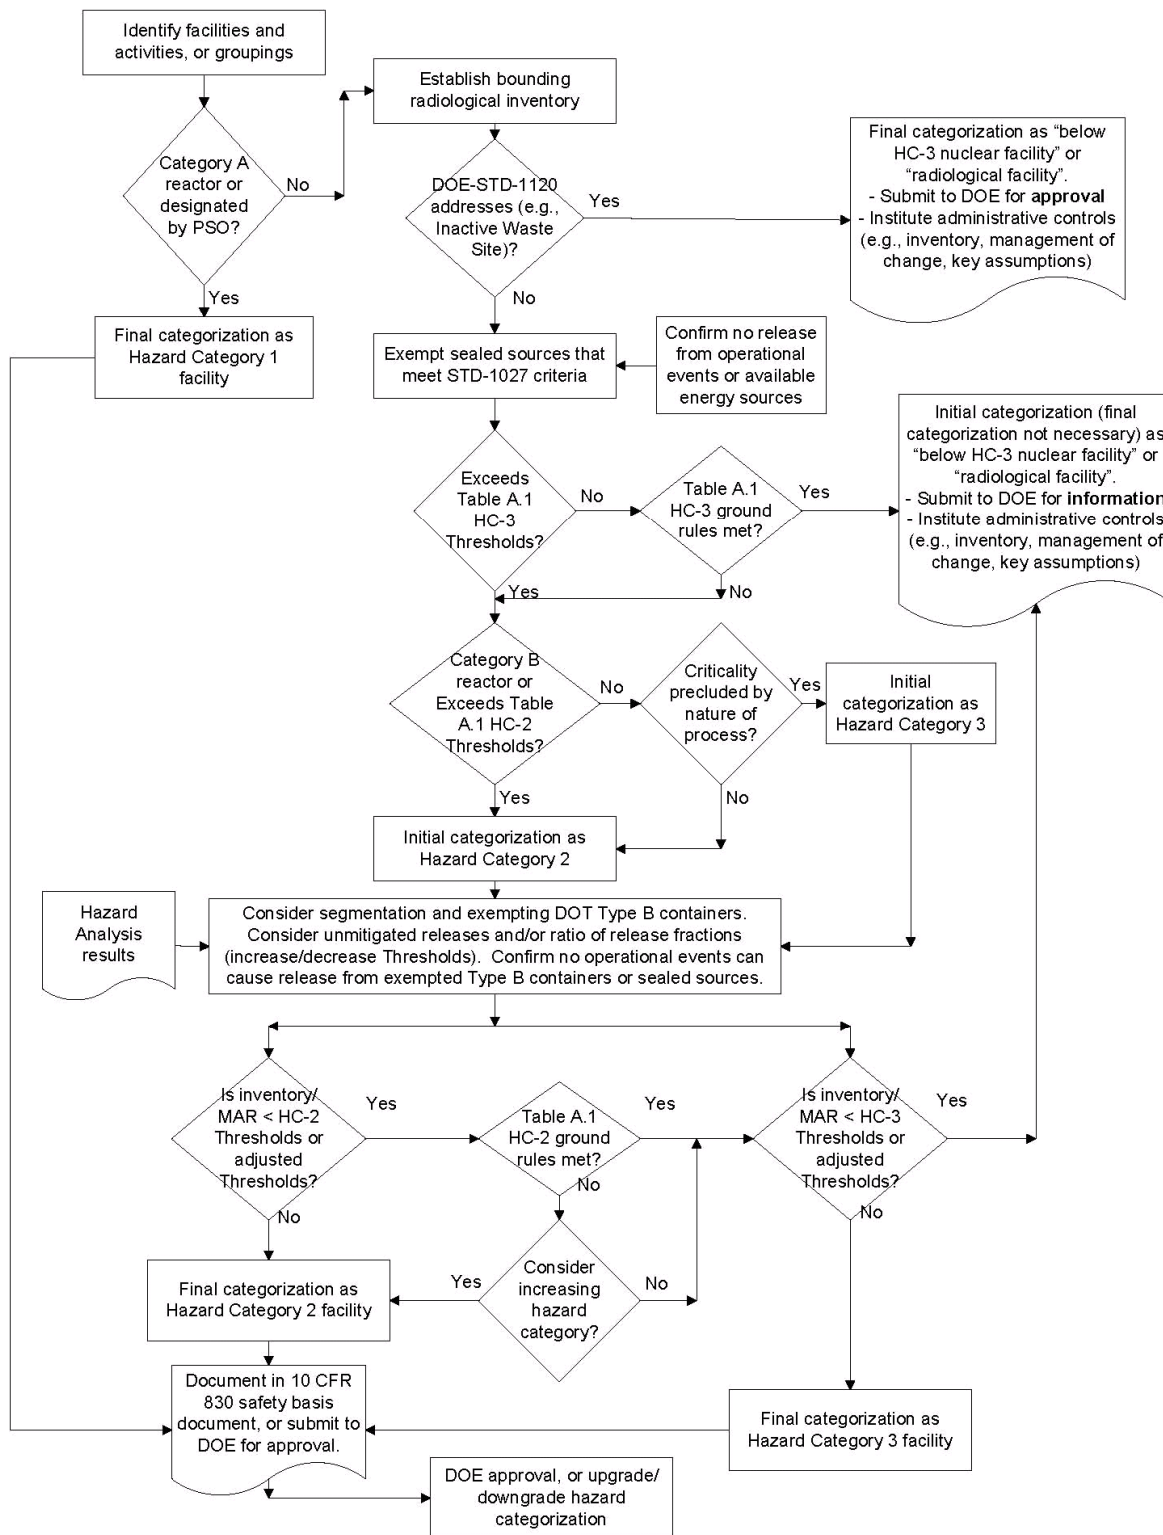 Identify facilities and
activities, or groupings
Establish bounding
radiological inventory
Category A
reactor or
designated
by PSO?
No
Yes
DOE-STD-1120
addresses (e.g.,
Inactive Waste
Site)?
Yes
No
Final categorization as “below
HC-3 nuclear facility” or
“radiological facility”.
- Submit to DOE for approval
- Institute administrative controls
(e.g., inventory, management of
change, key assumptions)
Final categorization as
Hazard Category 1
facility
Exempt sealed sources that
meet STD-1027 criteria
Confirm no release
from operational
events or available
energy sources
Exceeds
Table A.1
HC-3
Thresholds?
No
Yes
Table A.1
HC-3 ground
rules met?
Yes
No
Initial categorization (final
categorization not necessary) as
“below HC-3 nuclear facility” or
“radiological facility”.
- Submit to DOE for information
- Institute administrative controls
(e.g., inventory, management of
change, key assumptions)
Category B
reactor or
Exceeds Table
A.1 HC-2
Thresholds?
No
Yes
Criticality
precluded by
nature of
process?
Yes
No
Initial
categorization as
Hazard Category 3
Initial categorization as
Hazard Category 2
Hazard
Analysis
results
Consider segmentation and exempting DOT Type B containers.
Consider unmitigated releases and/or ratio of release fractions
(increase/decrease Thresholds).  Confirm no operational events can
cause release from exempted Type B containers or sealed sources.
Is inventory/
MAR < HC-2
Thresholds or
adjusted
Thresholds?
Yes
No
Table A.1
HC-2 ground
rules met?
Yes
No
Is inventory/
MAR < HC-3
Thresholds or
adjusted
Thresholds?
Yes
No
Final categorization as
Hazard Category 2 facility
Yes
Consider
increasing
hazard
category?
No
Document in 10 CFR
830 safety basis
document, or submit to
DOE for approval.
Final categorization as
Hazard Category 3 facility
DOE approval, or upgrade/
downgrade hazard
categorization